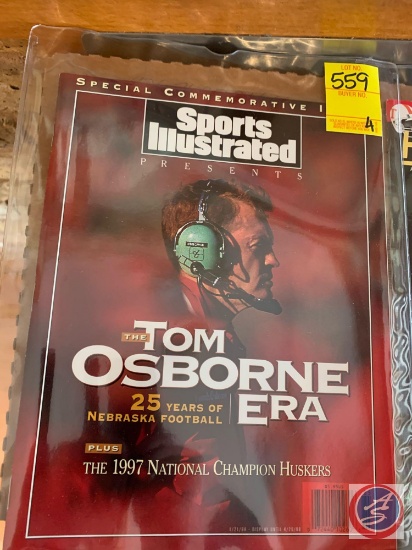 LOT NO.
559
BUYER NO.
4
SPECIAL COMMEMORATIVE
Sports
Illustrated
PRESENTS
THE TOM
OSBORNE
25 YEARS OF
NEBRASKA FOOTBALL
ERA
PLUS
THE 1997 NATIONAL CHAMPION HUSKERS